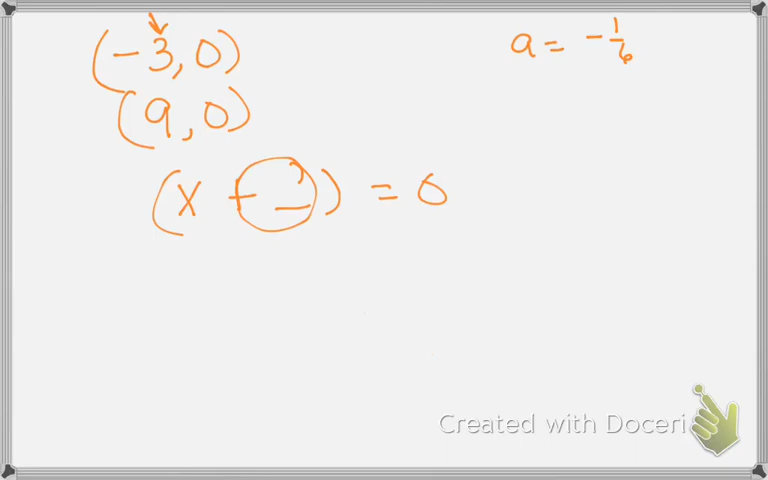 (-3, 0)
a = -1/6
(9, 0)
(x + _?) = 0
Created with Doceri